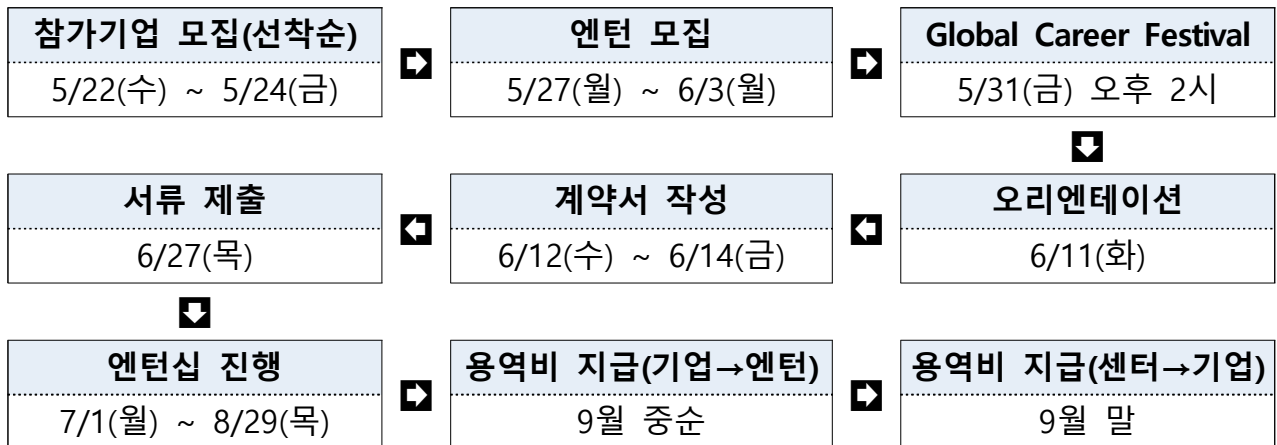 참가기업 모집(선착순)
5/22(수) ~ 5/24(금)
엔턴 모집
5/27(월) ~ 6/3(월)
Global Career Festival
5/31(금) 오후 2시
오리엔테이션
6/11(화)
계약서 작성
6/12(수) ~ 6/14(금)
서류 제출
6/27(목)
엔턴십 진행
7/1(월) ~ 8/29(목)
용역비 지급(기업→엔턴)
9월 중순
용역비 지급(센터→기업)
9월 말